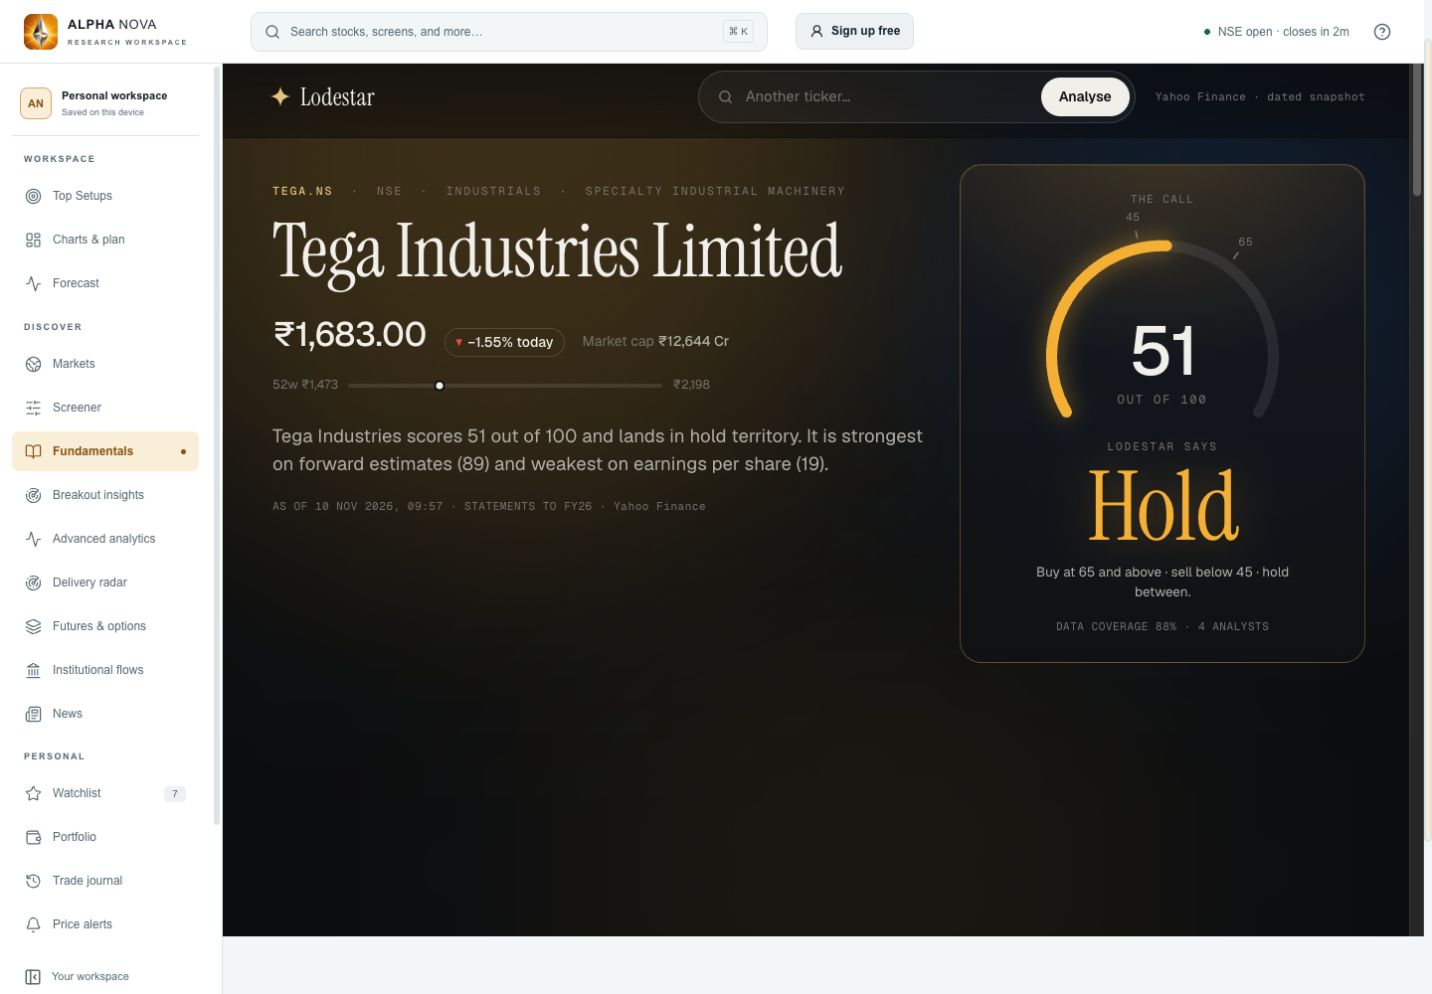 ALPHA NOVA
RESEARCH WORKSPACE
Search stocks, screens, and more…
⌘ K
Sign up free
NSE open · closes in 2m
AN
Personal workspace
Saved on this device
WORKSPACE
Top Setups
Charts & plan
Forecast
DISCOVER
Markets
Screener
Fundamentals
Breakout insights
Advanced analytics
Delivery radar
Futures & options
Institutional flows
News
PERSONAL
Watchlist
7
Portfolio
Trade journal
Price alerts
Your workspace
Lodestar
Another ticker…
Analyse
Yahoo Finance · dated snapshot
TEGA.NS · NSE · INDUSTRIALS · SPECIALTY INDUSTRIAL MACHINERY
Tega Industries Limited
₹1,683.00
▼ −1.55% today
Market cap ₹12,644 Cr
52w ₹1,473
₹2,198
Tega Industries scores 51 out of 100 and lands in hold territory. It is strongest
on forward estimates (89) and weakest on earnings per share (19).
AS OF 10 NOV 2026, 09:57 · STATEMENTS TO FY26 · Yahoo Finance
THE CALL
45
65
51
OUT OF 100
LODESTAR SAYS
Hold
Buy at 65 and above · sell below 45 · hold
between.
DATA COVERAGE 88% · 4 ANALYSTS